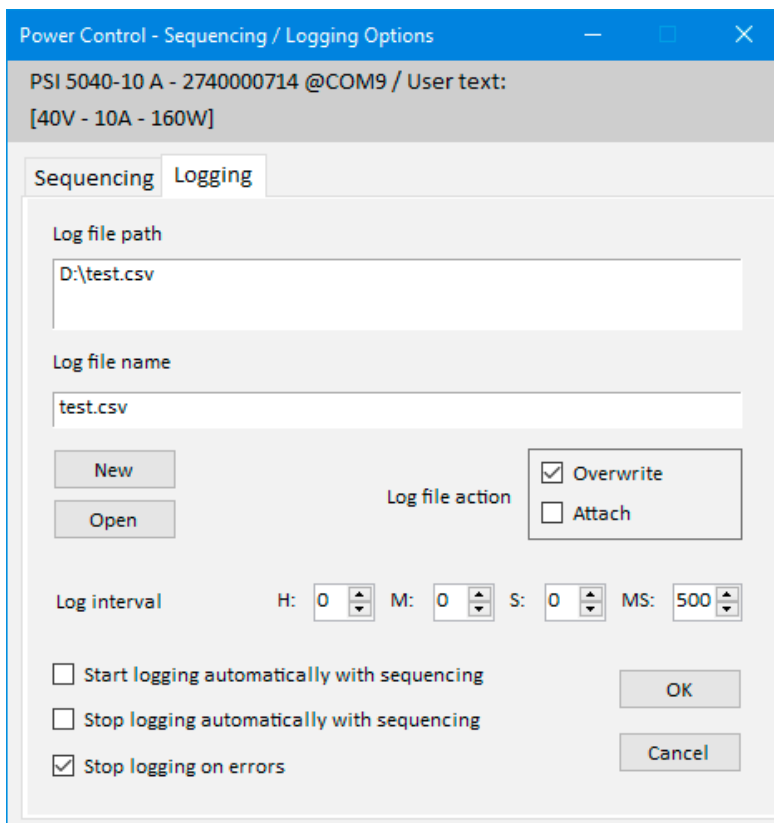 Power Control - Sequencing / Logging Options
PSI 5040-10 A - 2740000714 @COM9 / User text:
[40V - 10A - 160W]
Sequencing Logging
Log file path
D:\test.csv
Log file name
test.csv
New
Open
Log file action
Overwrite
Attach
Log interval H: 0 M: 0 S: 0 MS: 500
Start logging automatically with sequencing
Stop logging automatically with sequencing
Stop logging on errors
OK
Cancel